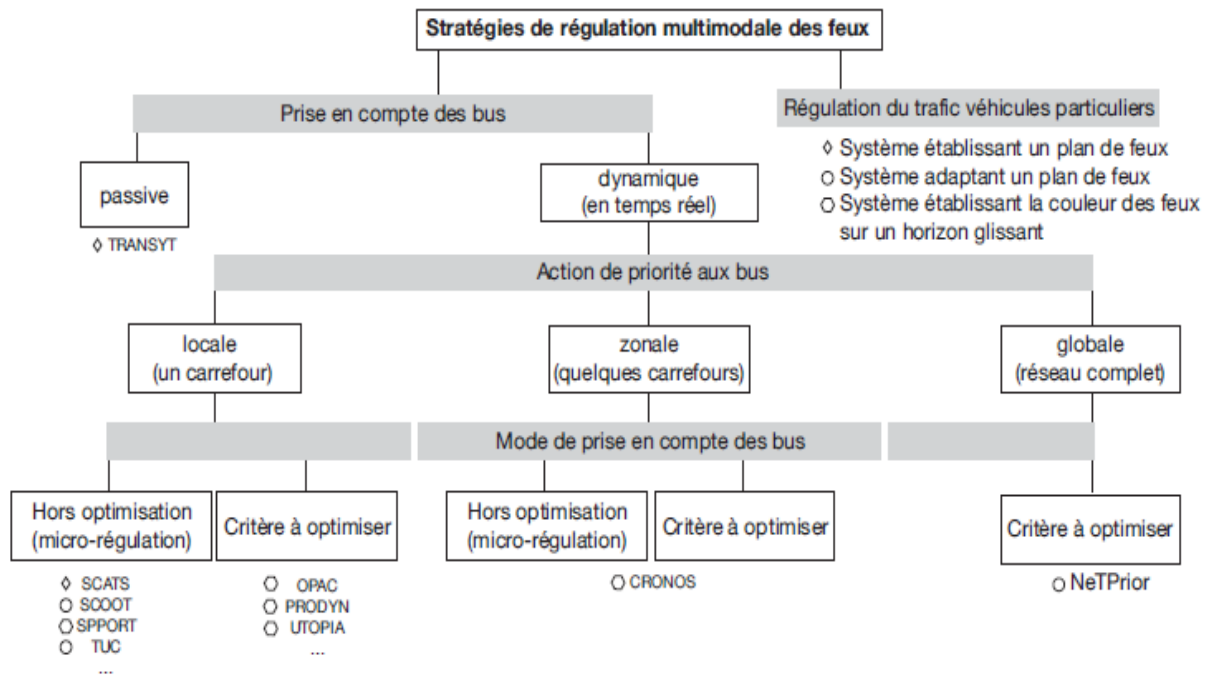 Stratégies de régulation multimodale des feux
Prise en compte des bus
Régulation du trafic véhicules particuliers
◊ Système établissant un plan de feux
○ Système adaptant un plan de feux
⬡ Système établissant la couleur des feux
sur un horizon glissant
passive
◊ TRANSYT
dynamique
(en temps réel)
Action de priorité aux bus
locale
(un carrefour)
zonale
(quelques carrefours)
globale
(réseau complet)
Mode de prise en compte des bus
Hors optimisation
(micro-régulation)
◊ SCATS
○ SCOOT
⬡ SPPORT
○ TUC
...
Critère à optimiser
⬡ OPAC
⬡ PRODYN
⬡ UTOPIA
...
Hors optimisation
(micro-régulation)
Critère à optimiser
⬡ CRONOS
Critère à optimiser
○ NeTPrior